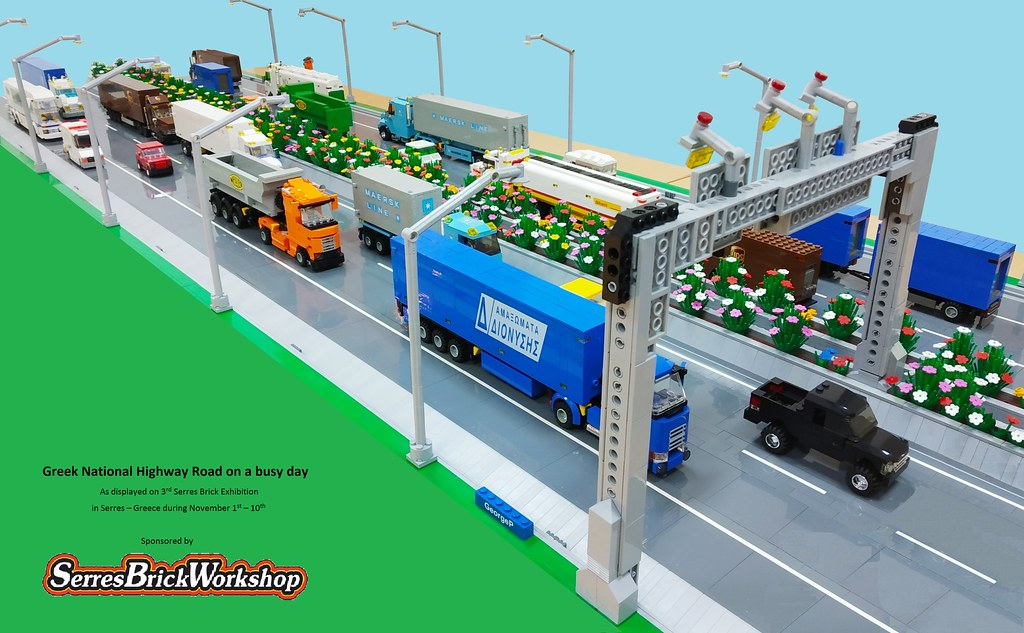 MAERSK LINE
MAERSK
LINE
ΑΜΑΞΩΜΑΤΑ
ΔΙΟΝΥΣΗΣ
Greek National Highway Road on a busy day
As displayed on 3rd Serres Brick Exhibition
in Serres – Greece during November 1st – 10th
GeorgeP
Sponsored by
SerresBrickWorkshop